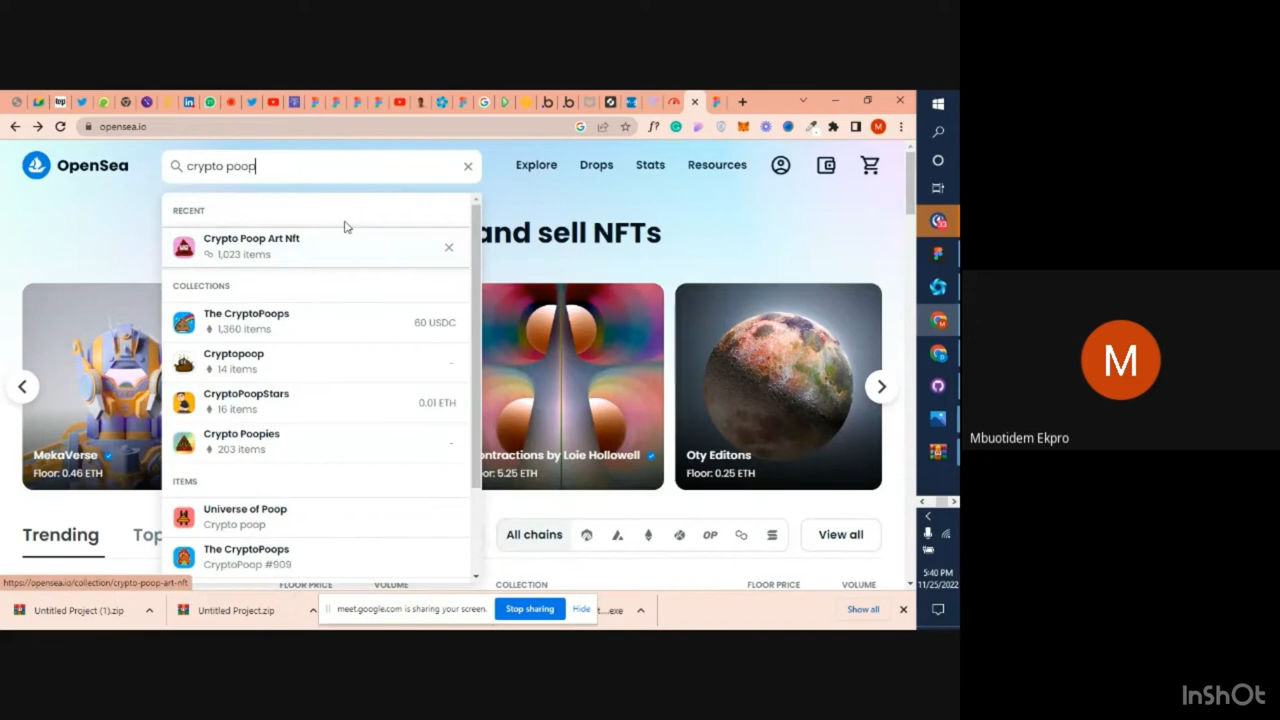 opensea.io
OpenSea
crypto poop
Explore
Drops
Stats
Resources
RECENT
Crypto Poop Art Nft
1,023 items
and sell NFTs
COLLECTIONS
The CryptoPoops
1,360 items
60 USDC
Cryptopoop
14 items
-
CryptoPoopStars
16 items
0.01 ETH
Crypto Poopies
203 items
-
ITEMS
Universe of Poop
Crypto poop
The CryptoPoops
CryptoPoop #909
MekaVerse
Floor: 0.46 ETH
ontractions by Loie Hollowell
or: 5.25 ETH
Oty Editons
Floor: 0.25 ETH
Trending
Top
All chains
OP
View all
https://opensea.io/collection/crypto-poop-art-nft
FLOOR PRICE
VOLUME
COLLECTION
FLOOR PRICE
VOLUME
Untitled Project (1).zip
Untitled Project.zip
meet.google.com is sharing your screen.
Stop sharing
Hide
t....exe
Show all
5:40 PM
11/25/2022
M
Mbuotidem Ekpro
InShOt